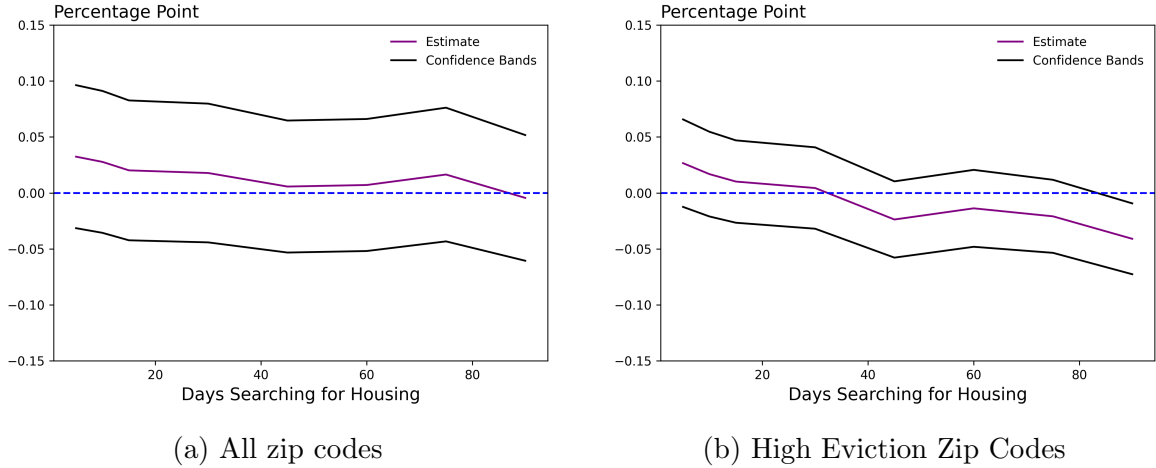 Percentage Point
0.15
0.10
0.05
0.00
−0.05
−0.10
−0.15
Estimate
Confidence Bands
20
40
60
80
Days Searching for Housing
(a) All zip codes
Percentage Point
0.15
0.10
0.05
0.00
−0.05
−0.10
−0.15
Estimate
Confidence Bands
20
40
60
80
Days Searching for Housing
(b) High Eviction Zip Codes